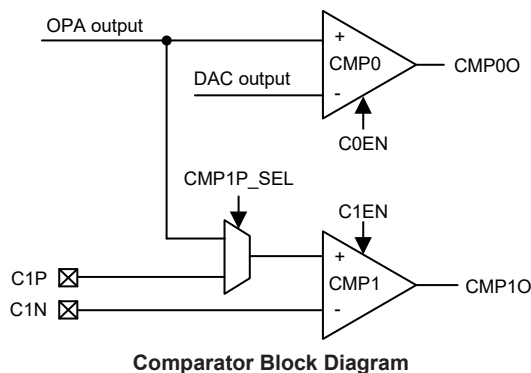 OPA output
+
CMP0
CMP0O
DAC output
-
C0EN
CMP1P_SEL
C1EN
+
C1P
CMP1
CMP1O
C1N
-
Comparator Block Diagram